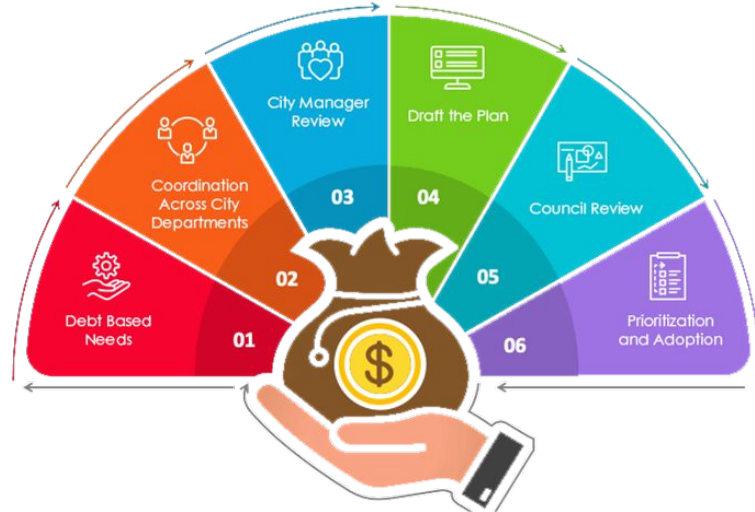 01
Debt Based
Needs
02
Coordination
Across City
Departments
03
City Manager
Review
04
Draft the Plan
05
Council Review
06
Prioritization
and Adoption
$